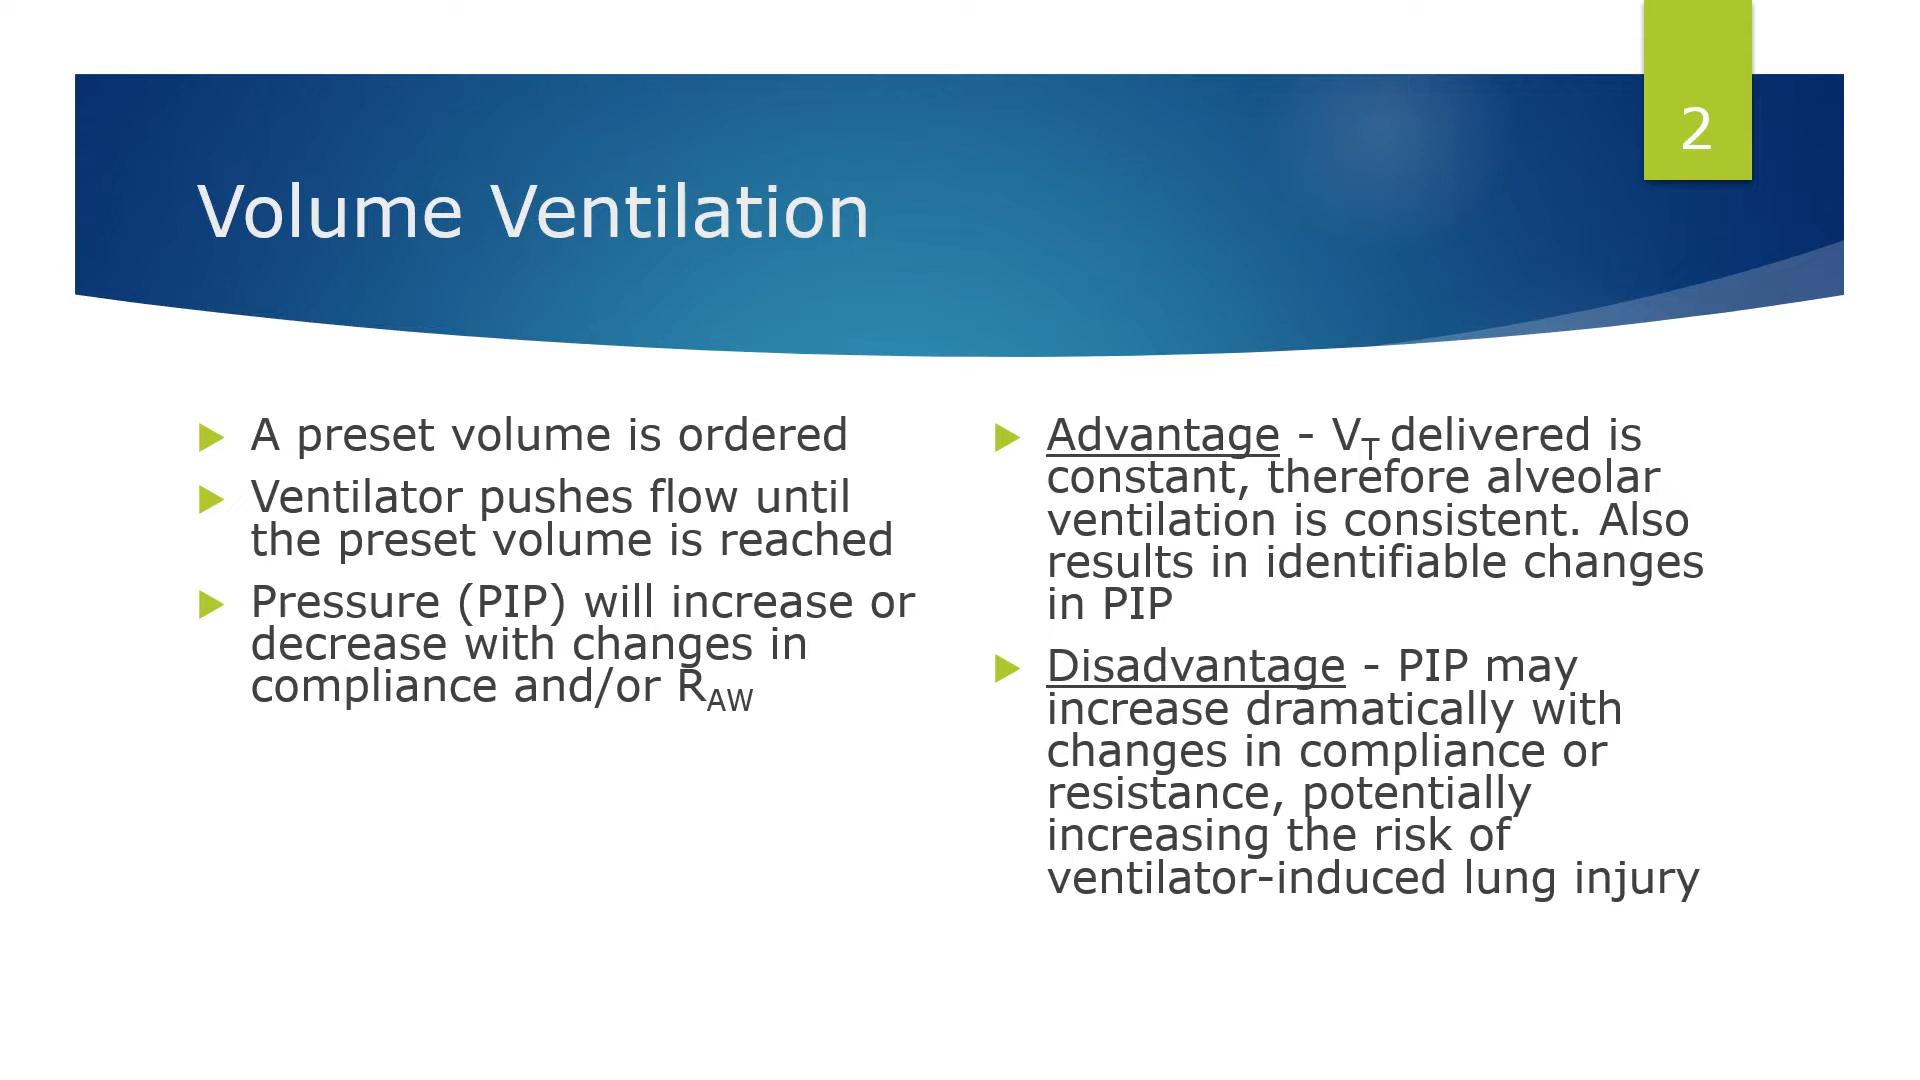 2
Volume Ventilation
A preset volume is ordered
Ventilator pushes flow until
the preset volume is reached
Pressure (PIP) will increase or
decrease with changes in
compliance and/or RAW
Advantage - VT delivered is
constant, therefore alveolar
ventilation is consistent. Also
results in identifiable changes
in PIP
Disadvantage - PIP may
increase dramatically with
changes in compliance or
resistance, potentially
increasing the risk of
ventilator-induced lung injury